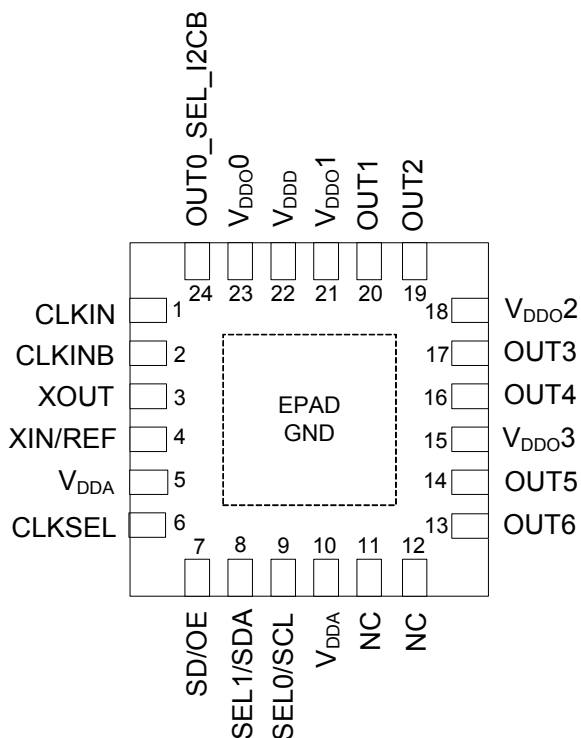 OUT0_SEL_I2CB
VDDO0
VDDD
VDDO1
OUT1
OUT2
24
23
22
21
20
19
CLKIN
1
CLKINB
2
XOUT
3
XIN/REF
4
VDDA
5
CLKSEL
6
EPAD
GND
18
VDDO2
17
OUT3
16
OUT4
15
VDDO3
14
OUT5
13
OUT6
7
8
9
10
11
12
SD/OE
SEL1/SDA
SEL0/SCL
VDDA
NC
NC